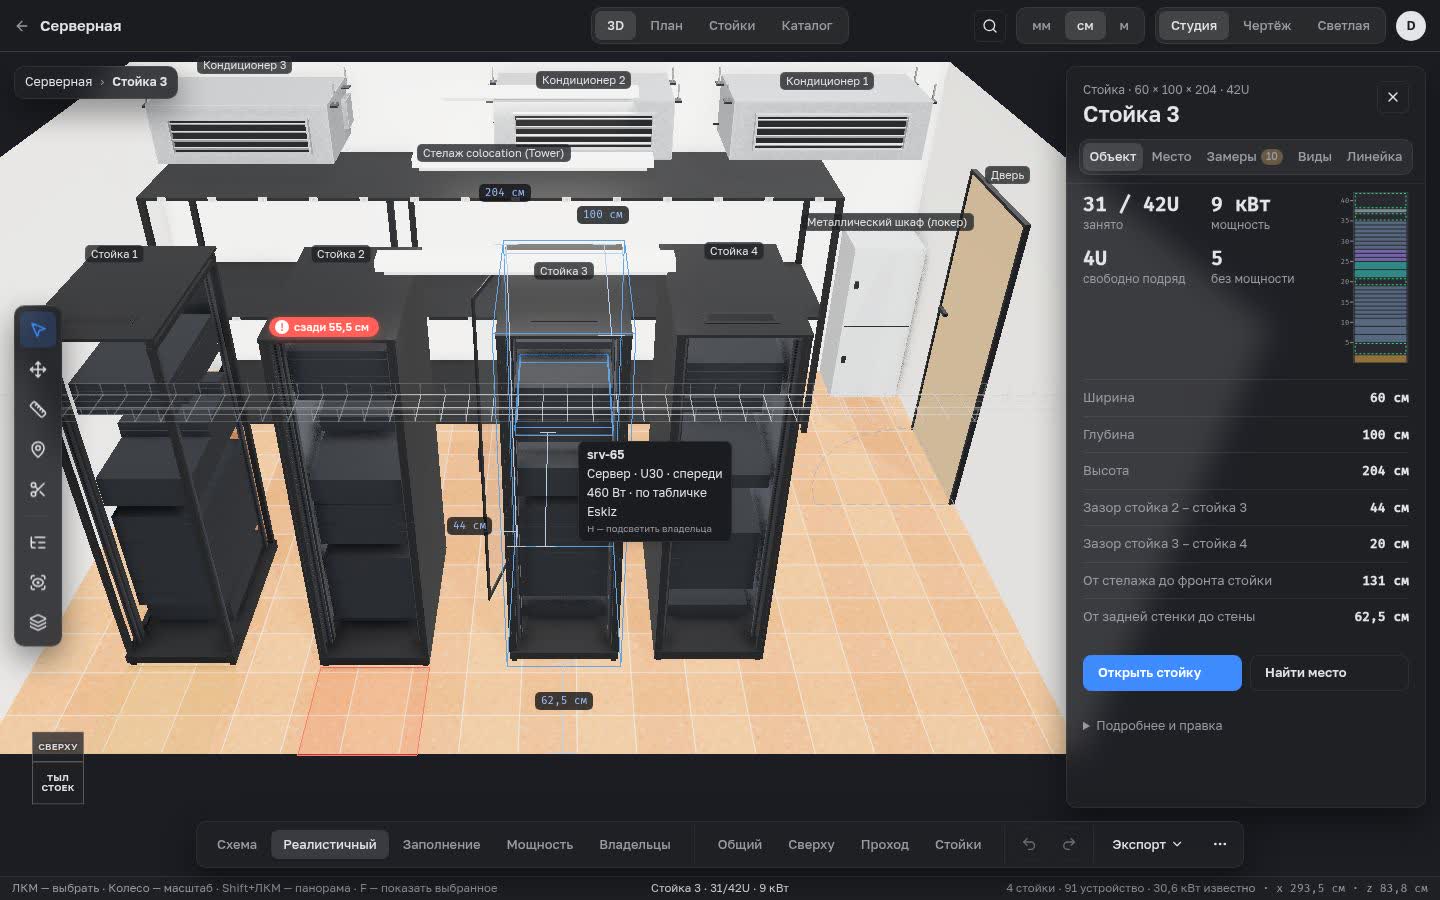 Серверная
3D План Стойки Каталог
мм см м
Студия Чертёж Светлая
D
Серверная › Стойка 3
Кондиционер 3
Кондиционер 2
Кондиционер 1
Стелаж colocation (Tower)
204 см
100 см
Дверь
Металлический шкаф (локер)
Стойка 1
Стойка 2
Стойка 3
Стойка 4
! сзади 55,5 см
srv-65
Сервер · U30 · спереди
460 Вт · по табличке
Eskiz
H — подсветить владельца
44 см
62,5 см
СВЕРХУ
ТЫЛ
СТОЕК
Стойка · 60 × 100 × 204 · 42U
Стойка 3
Объект Место Замеры 10 Виды Линейка
31 / 42U 9 кВт
занято мощность
4U 5
свободно подряд без мощности
40
35
30
25
20
15
10
5
Ширина 60 см
Глубина 100 см
Высота 204 см
Зазор стойка 2 – стойка 3 44 см
Зазор стойка 3 – стойка 4 20 см
От стелажа до фронта стойки 131 см
От задней стенки до стены 62,5 см
Открыть стойку Найти место
Подробнее и правка
Схема Реалистичный Заполнение Мощность Владельцы Общий Сверху Проход Стойки Экспорт
ЛКМ — выбрать · Колесо — масштаб · Shift+ЛКМ — панорама · F — показать выбранное
Стойка 3 · 31/42U · 9 кВт
4 стойки · 91 устройство · 30,6 кВт известно · x 293,5 см · z 83,8 см